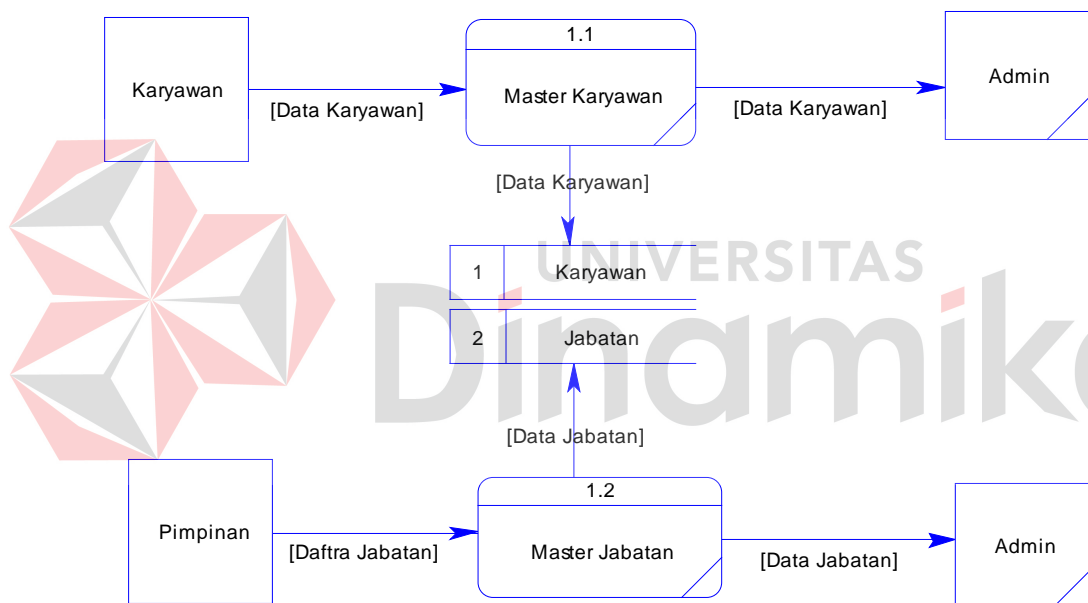 1.1
Karyawan
Master Karyawan
Admin
[Data Karyawan]
[Data Karyawan]
[Data Karyawan]
UNIVERSITAS
Dinamika
1
Karyawan
2
Jabatan
[Data Jabatan]
1.2
Pimpinan
Master Jabatan
Admin
[Daftra Jabatan]
[Data Jabatan]